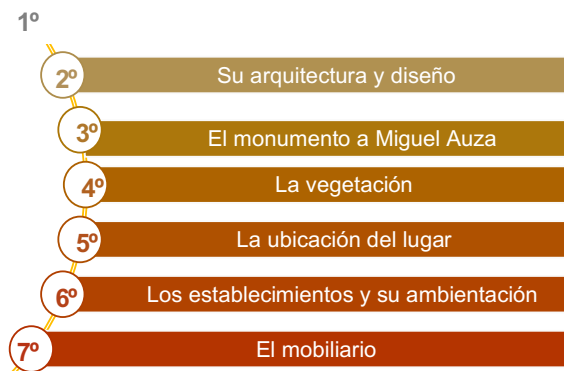 1º
2º Su arquitectura y diseño
3º El monumento a Miguel Auza
4º La vegetación
5º La ubicación del lugar
6º Los establecimientos y su ambientación
7º El mobiliario